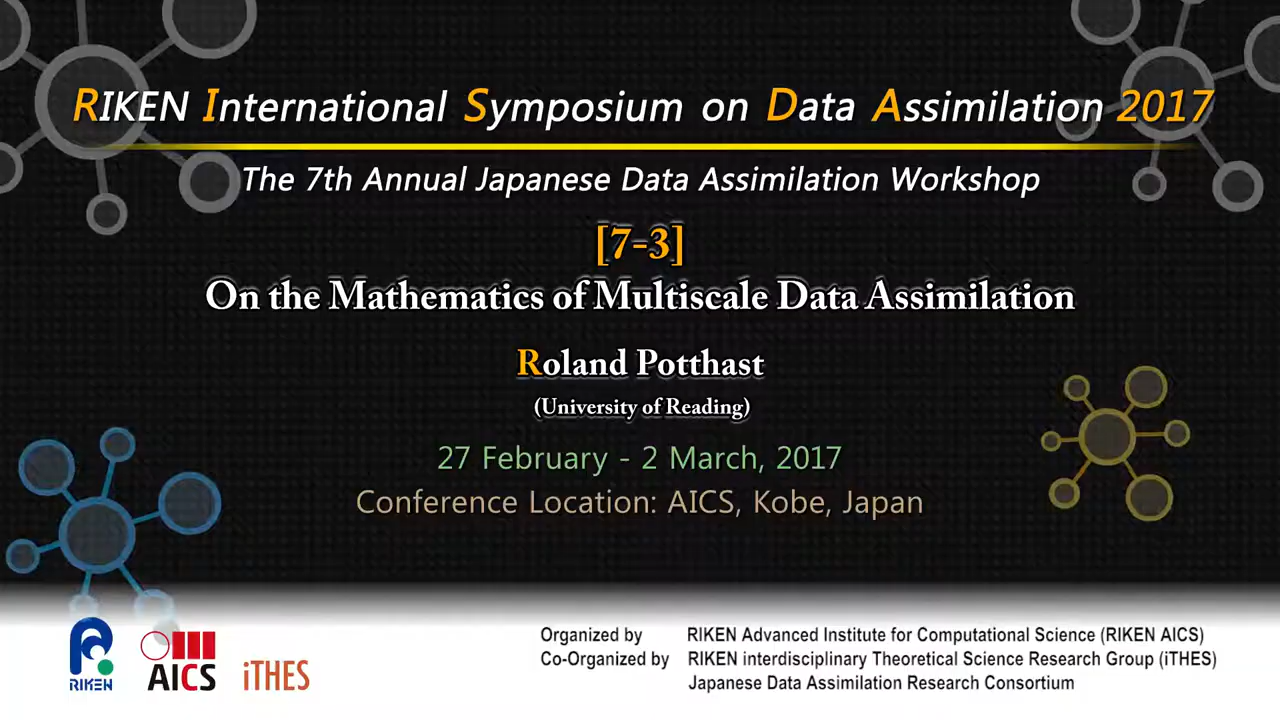 RIKEN International Symposium on Data Assimilation 2017
The 7th Annual Japanese Data Assimilation Workshop
[7-3]
On the Mathematics of Multiscale Data Assimilation
Roland Potthast
(University of Reading)
27 February - 2 March, 2017
Conference Location: AICS, Kobe, Japan
RIKEN
AICS
iTHES
Organized by RIKEN Advanced Institute for Computational Science (RIKEN AICS)
Co-Organized by RIKEN interdisciplinary Theoretical Science Research Group (iTHES)
Japanese Data Assimilation Research Consortium